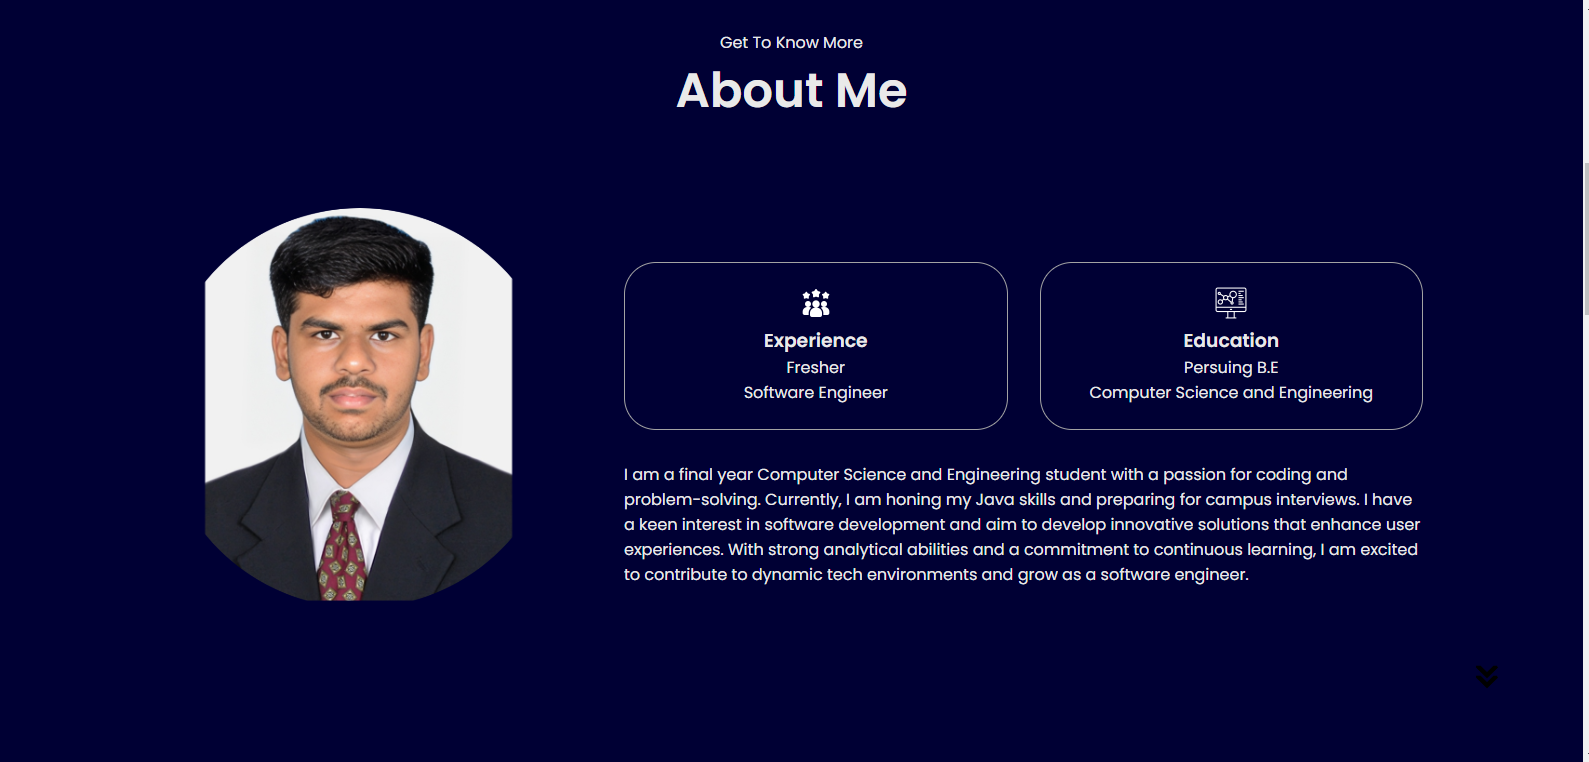 Get To Know More
About Me
Experience
Fresher
Software Engineer
Education
Persuing B.E
Computer Science and Engineering
I am a final year Computer Science and Engineering student with a passion for coding and
problem-solving. Currently, I am honing my Java skills and preparing for campus interviews. I have
a keen interest in software development and aim to develop innovative solutions that enhance user
experiences. With strong analytical abilities and a commitment to continuous learning, I am excited
to contribute to dynamic tech environments and grow as a software engineer.